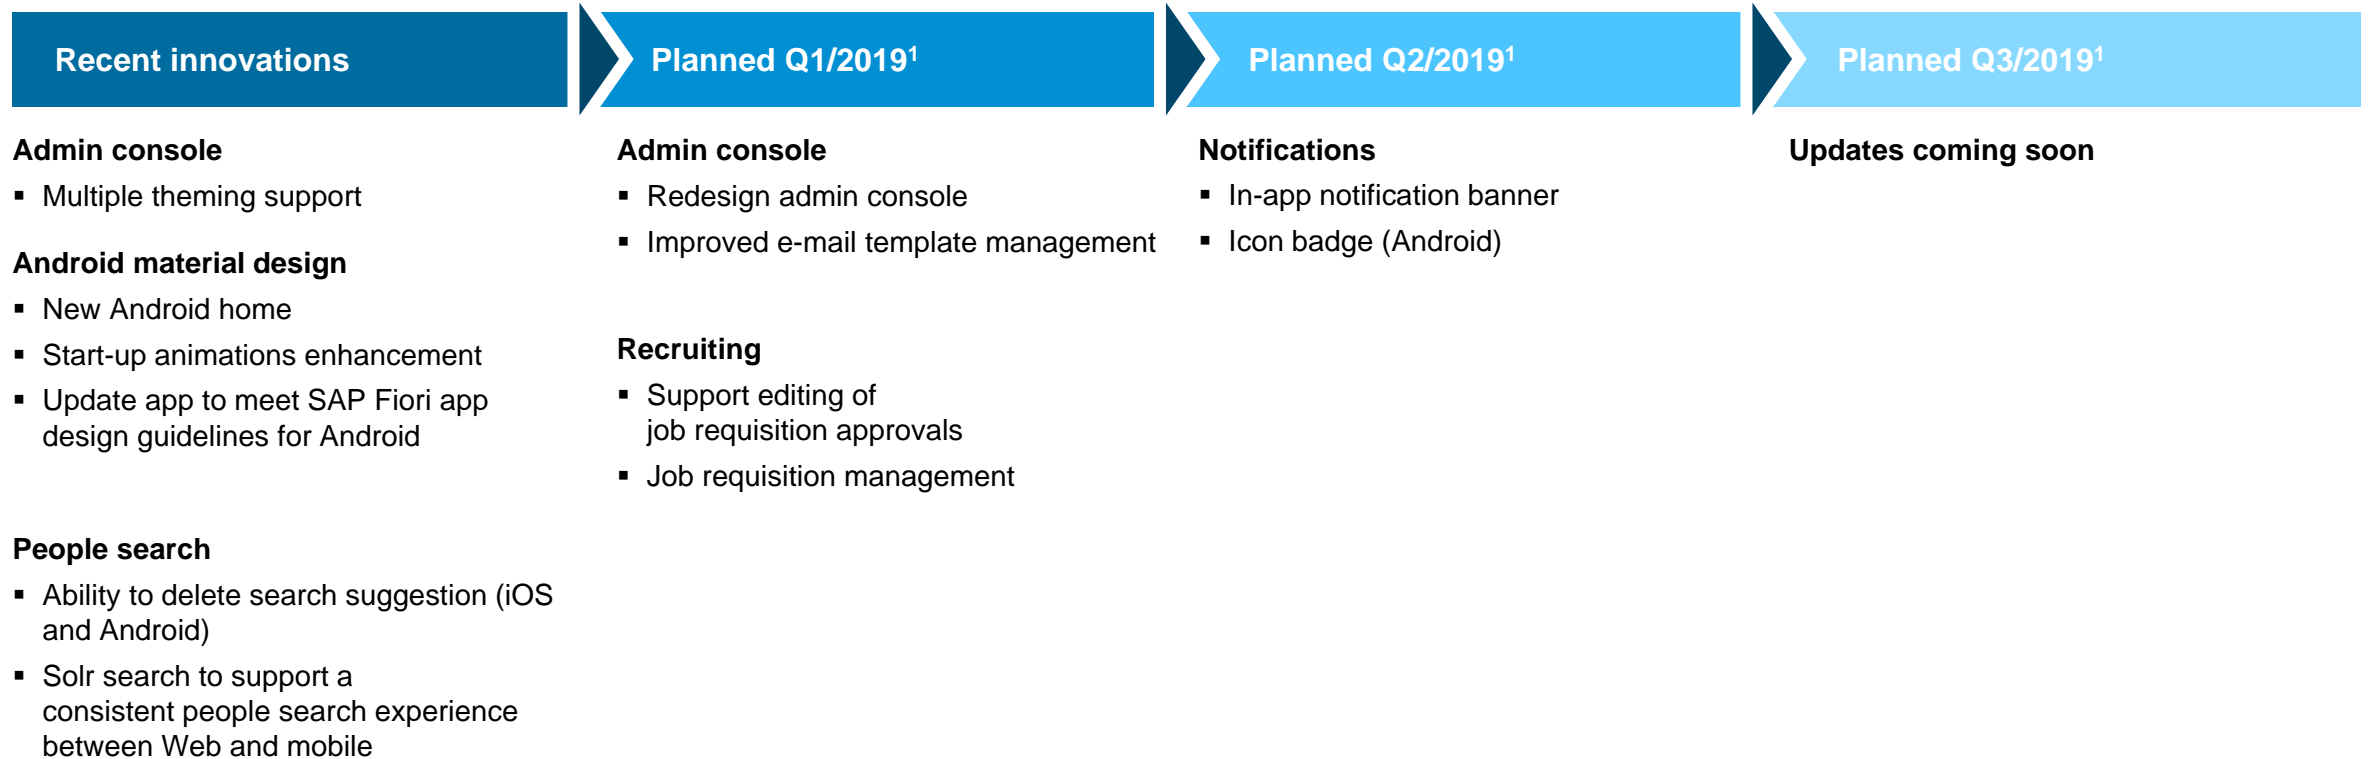 Recent innovations
Planned Q1/2019¹
Planned Q2/2019¹
Planned Q3/2019¹
Admin console
▪ Multiple theming support
Android material design
▪ New Android home
▪ Start-up animations enhancement
▪ Update app to meet SAP Fiori app
design guidelines for Android
People search
▪ Ability to delete search suggestion (iOS
and Android)
▪ Solr search to support a
consistent people search experience
between Web and mobile
Admin console
▪ Redesign admin console
▪ Improved e-mail template management
Recruiting
▪ Support editing of
job requisition approvals
▪ Job requisition management
Notifications
▪ In-app notification banner
▪ Icon badge (Android)
Updates coming soon